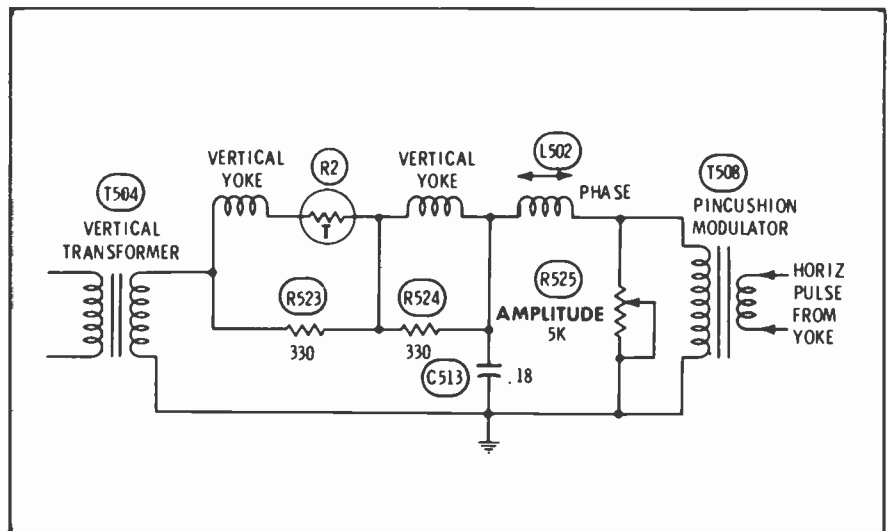 T504
VERTICAL
TRANSFORMER
VERTICAL
YOKE
R2
T
VERTICAL
YOKE
L502
PHASE
T508
PINCUSHION
MODULATOR
R523
330
R524
330
R525
AMPLITUDE
5K
C513
.18
HORIZ
PULSE
FROM
YOKE